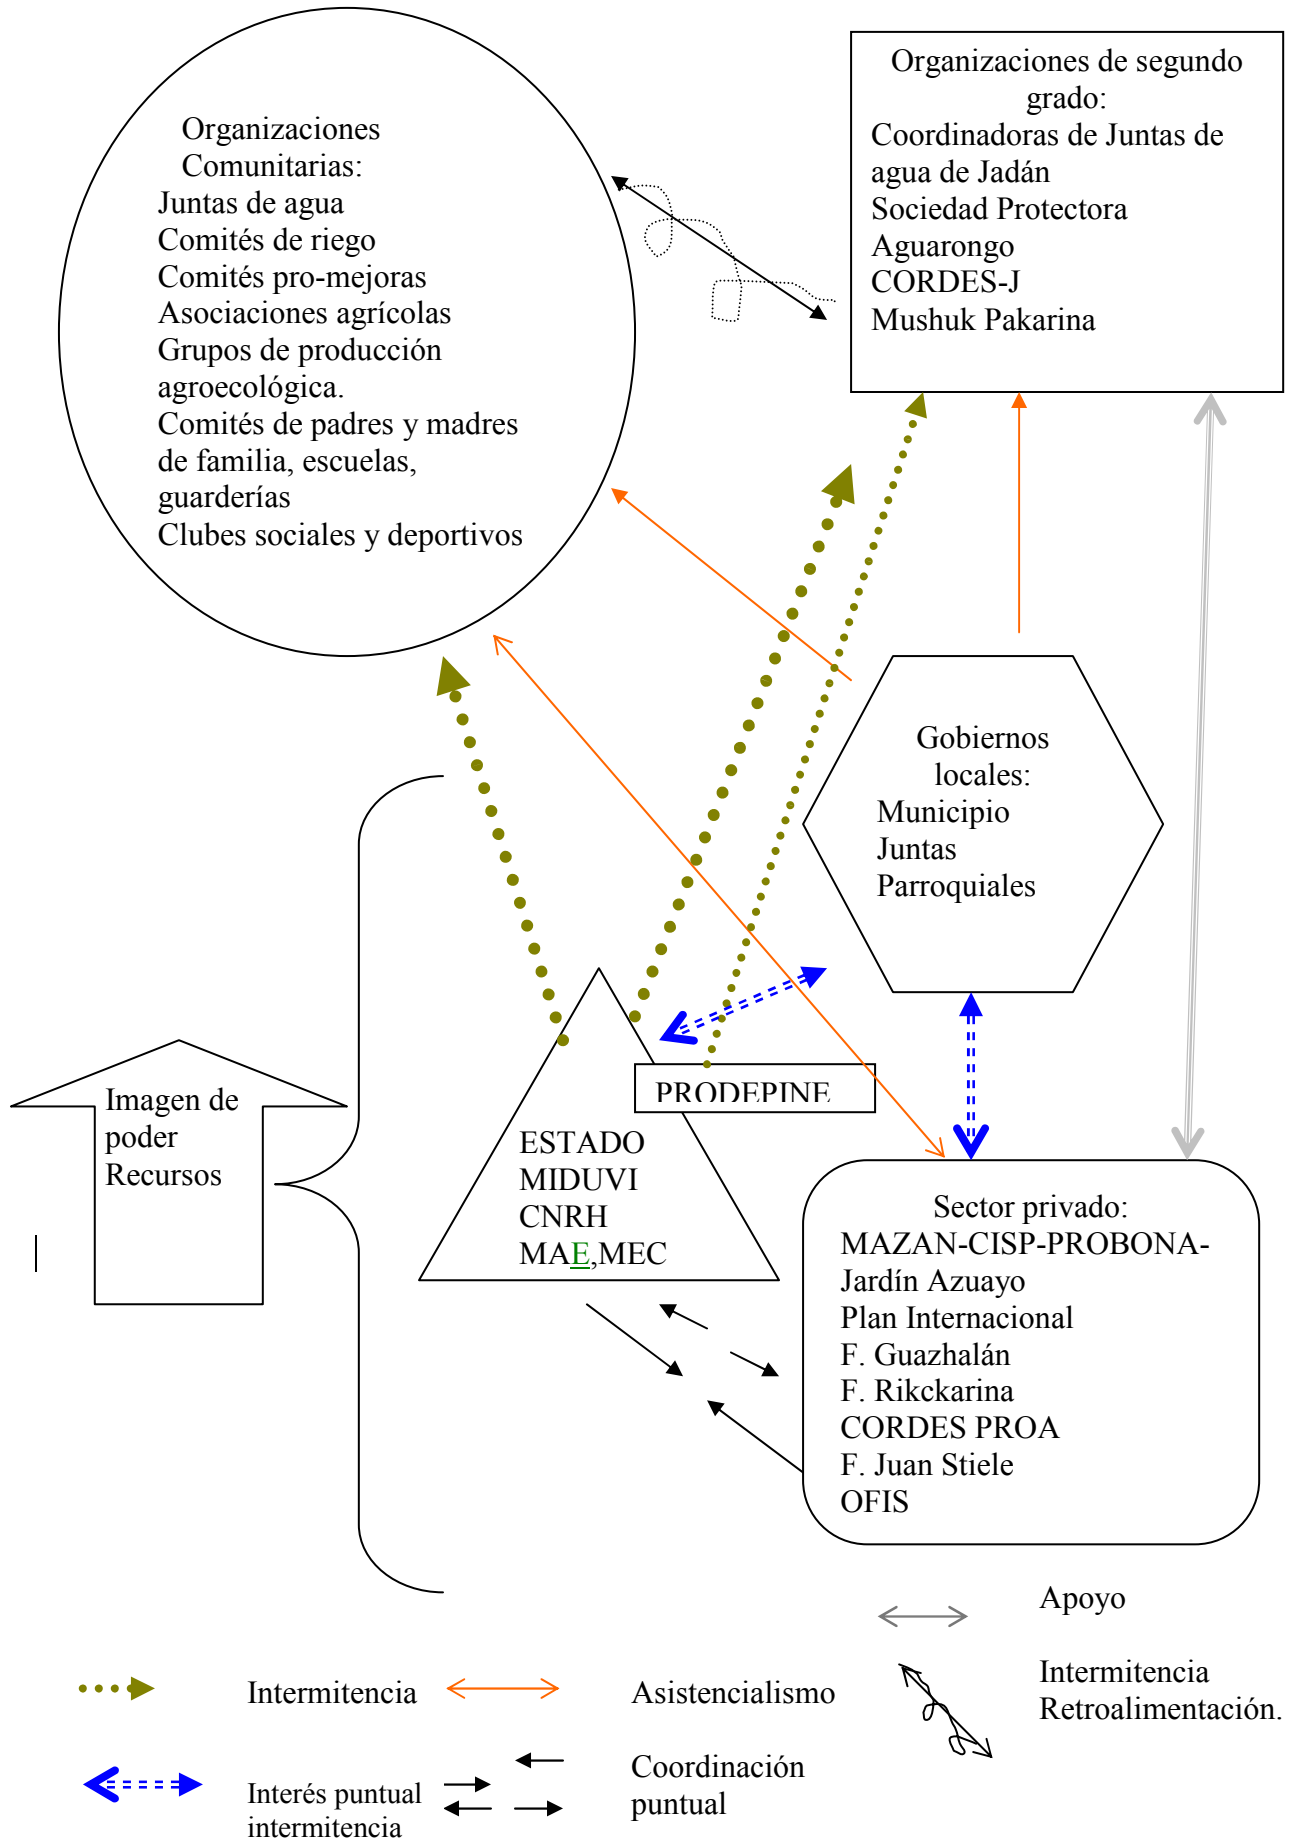 Organizaciones
Comunitarias:
Juntas de agua
Comités de riego
Comités pro-mejoras
Asociaciones agrícolas
Grupos de producción
agroecológica.
Comités de padres y madres
de familia, escuelas,
guarderías
Clubes sociales y deportivos
Organizaciones de segundo
grado:
Coordinadoras de Juntas de
agua de Jadán
Sociedad Protectora
Aguarongo
CORDES-J
Mushuk Pakarina
Gobiernos
locales:
Municipio
Juntas
Parroquiales
Imagen de
poder
Recursos
PRODEPINE
ESTADO
MIDUVI
CNRH
MAE,MEC
Sector privado:
MAZAN-CISP-PROBONA-
Jardín Azuayo
Plan Internacional
F. Guazhalán
F. Rikckarina
CORDES PROA
F. Juan Stiele
OFIS
Apoyo
Intermitencia
Retroalimentación.
Intermitencia
Asistencialismo
Interés puntual
intermitencia
Coordinación
puntual